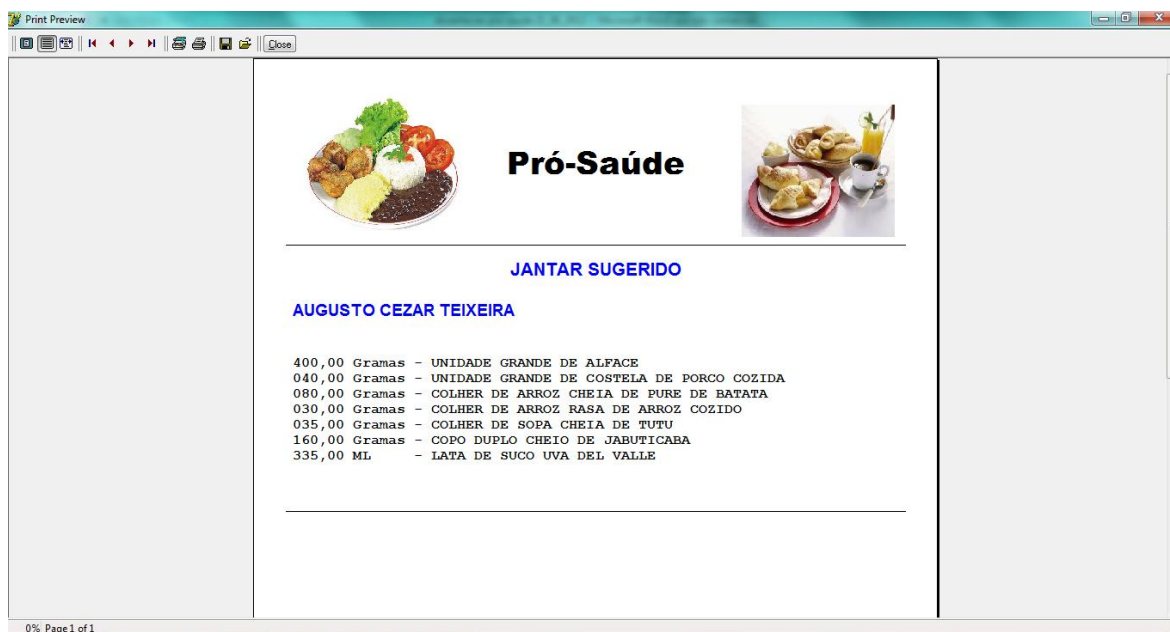 Print Preview
Close
Pró-Saúde
JANTAR SUGERIDO
AUGUSTO CEZAR TEIXEIRA
400,00 Gramas - UNIDADE GRANDE DE ALFACE
040,00 Gramas - UNIDADE GRANDE DE COSTELA DE PORCO COZIDA
080,00 Gramas - COLHER DE ARROZ CHEIA DE PURE DE BATATA
030,00 Gramas - COLHER DE ARROZ RASA DE ARROZ COZIDO
035,00 Gramas - COLHER DE SOPA CHEIA DE TUTU
160,00 Gramas - COPO DUPLO CHEIO DE JABUTICABA
335,00 ML - LATA DE SUCO UVA DEL VALLE
0% Page 1 of 1